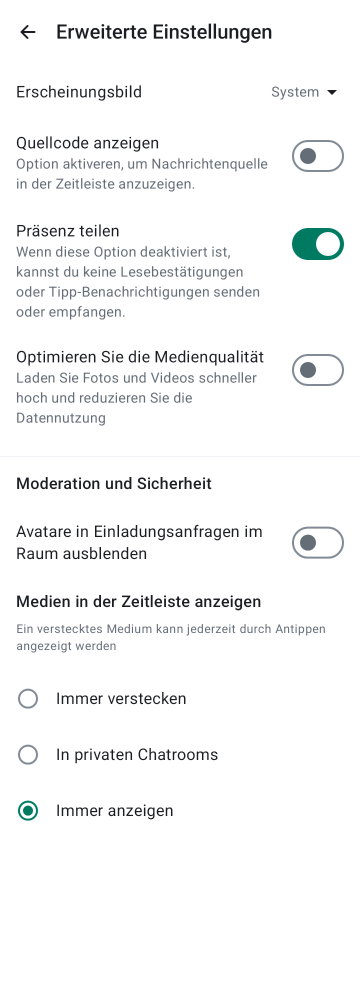 Erweiterte Einstellungen
Erscheinungsbild
System
Quellcode anzeigen
Option aktiveren, um Nachrichtenquelle
in der Zeitleiste anzuzeigen.
Präsenz teilen
Wenn diese Option deaktiviert ist,
kannst du keine Lesebestätigungen
oder Tipp-Benachrichtigungen senden
oder empfangen.
Optimieren Sie die Medienqualität
Laden Sie Fotos und Videos schneller
hoch und reduzieren Sie die
Datennutzung
Moderation und Sicherheit
Avatare in Einladungsanfragen im
Raum ausblenden
Medien in der Zeitleiste anzeigen
Ein verstecktes Medium kann jederzeit durch Antippen
angezeigt werden
Immer verstecken
In privaten Chatrooms
Immer anzeigen